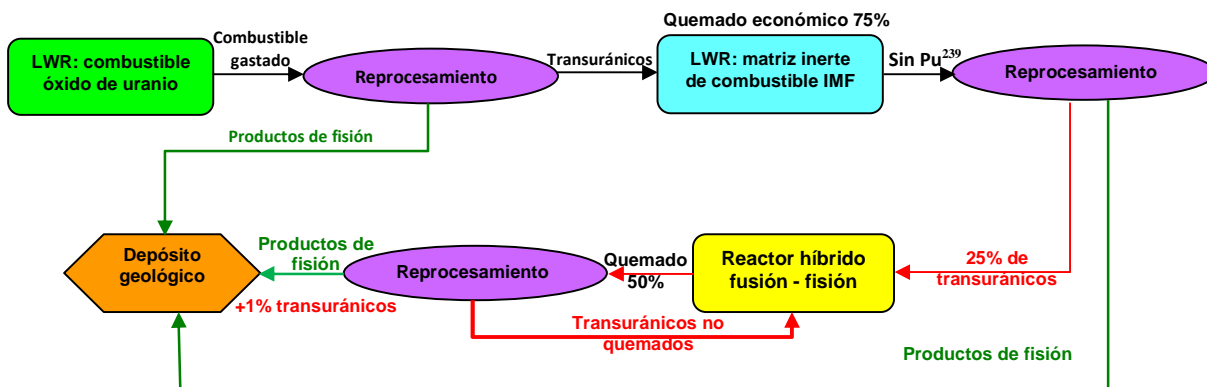 Quemado económico 75%
LWR: combustible
óxido de uranio
Combustible
gastado
Reprocesamiento
Transuránicos
LWR: matriz inerte
de combustible IMF
Sin Pu²³⁹
Reprocesamiento
Productos de fisión
Depósito
geológico
Productos de
fisión
+1% transuránicos
Reprocesamiento
Quemado
50%
Reactor híbrido
fusión - fisión
25% de
transuránicos
Transuránicos no
quemados
Productos de fisión